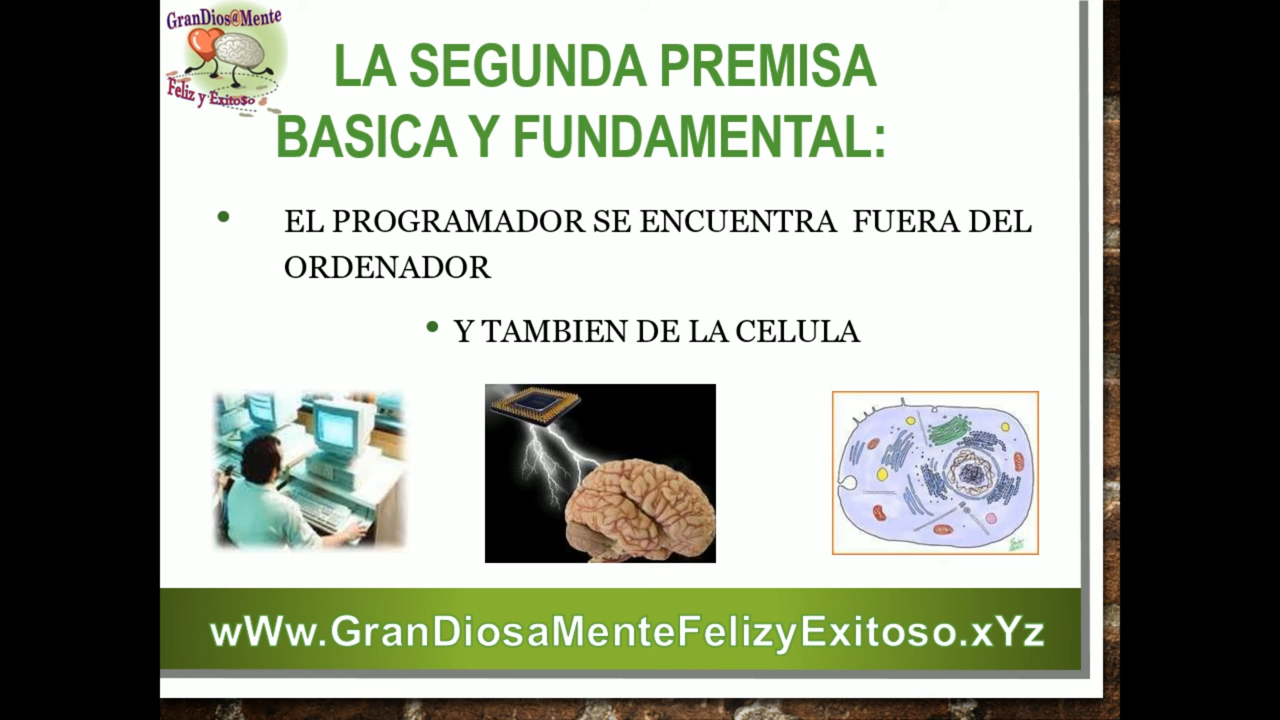 GranDios@Mente
Feliz y Exitoso
LA SEGUNDA PREMISA
BASICA Y FUNDAMENTAL:
• EL PROGRAMADOR SE ENCUENTRA FUERA DEL
ORDENADOR
• Y TAMBIEN DE LA CELULA
wWw.GranDiosaMenteFelizyExitoso.xYz